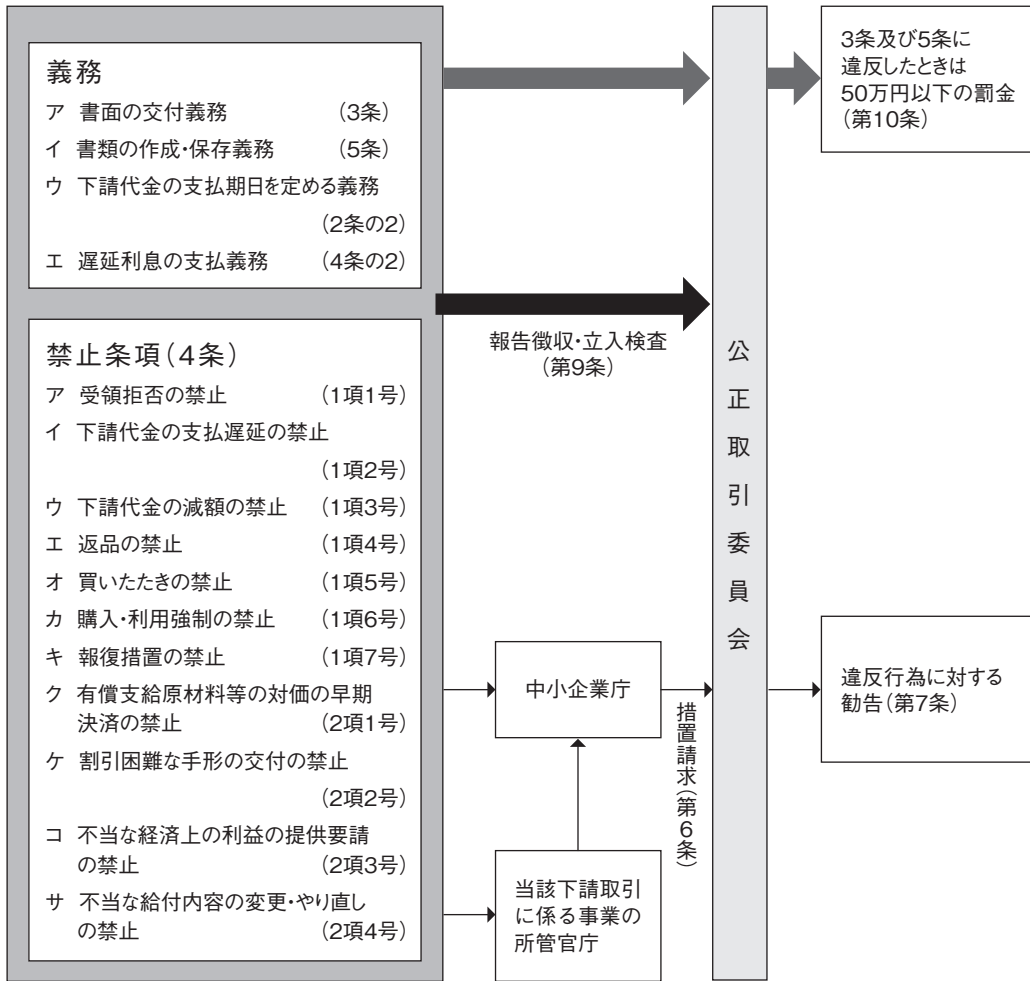 義務
ア 書面の交付義務 (3条)
イ 書類の作成・保存義務 (5条)
ウ 下請代金の支払期日を定める義務
(2条の2)
エ 遅延利息の支払義務 (4条の2)
禁止条項(4条)
ア 受領拒否の禁止 (1項1号)
イ 下請代金の支払遅延の禁止
(1項2号)
ウ 下請代金の減額の禁止 (1項3号)
エ 返品の禁止 (1項4号)
オ 買いたたきの禁止 (1項5号)
カ 購入・利用強制の禁止 (1項6号)
キ 報復措置の禁止 (1項7号)
ク 有償支給原材料等の対価の早期
決済の禁止 (2項1号)
ケ 割引困難な手形の交付の禁止
(2項2号)
コ 不当な経済上の利益の提供要請
の禁止 (2項3号)
サ 不当な給付内容の変更・やり直し
の禁止 (2項4号)
報告徴収・立入検査
(第9条)
中小企業庁
当該下請取引
に係る事業の
所管官庁
措置請求(第6条)
公正取引委員会
3条及び5条に
違反したときは
50万円以下の罰金
(第10条)
違反行為に対する
勧告(第7条)